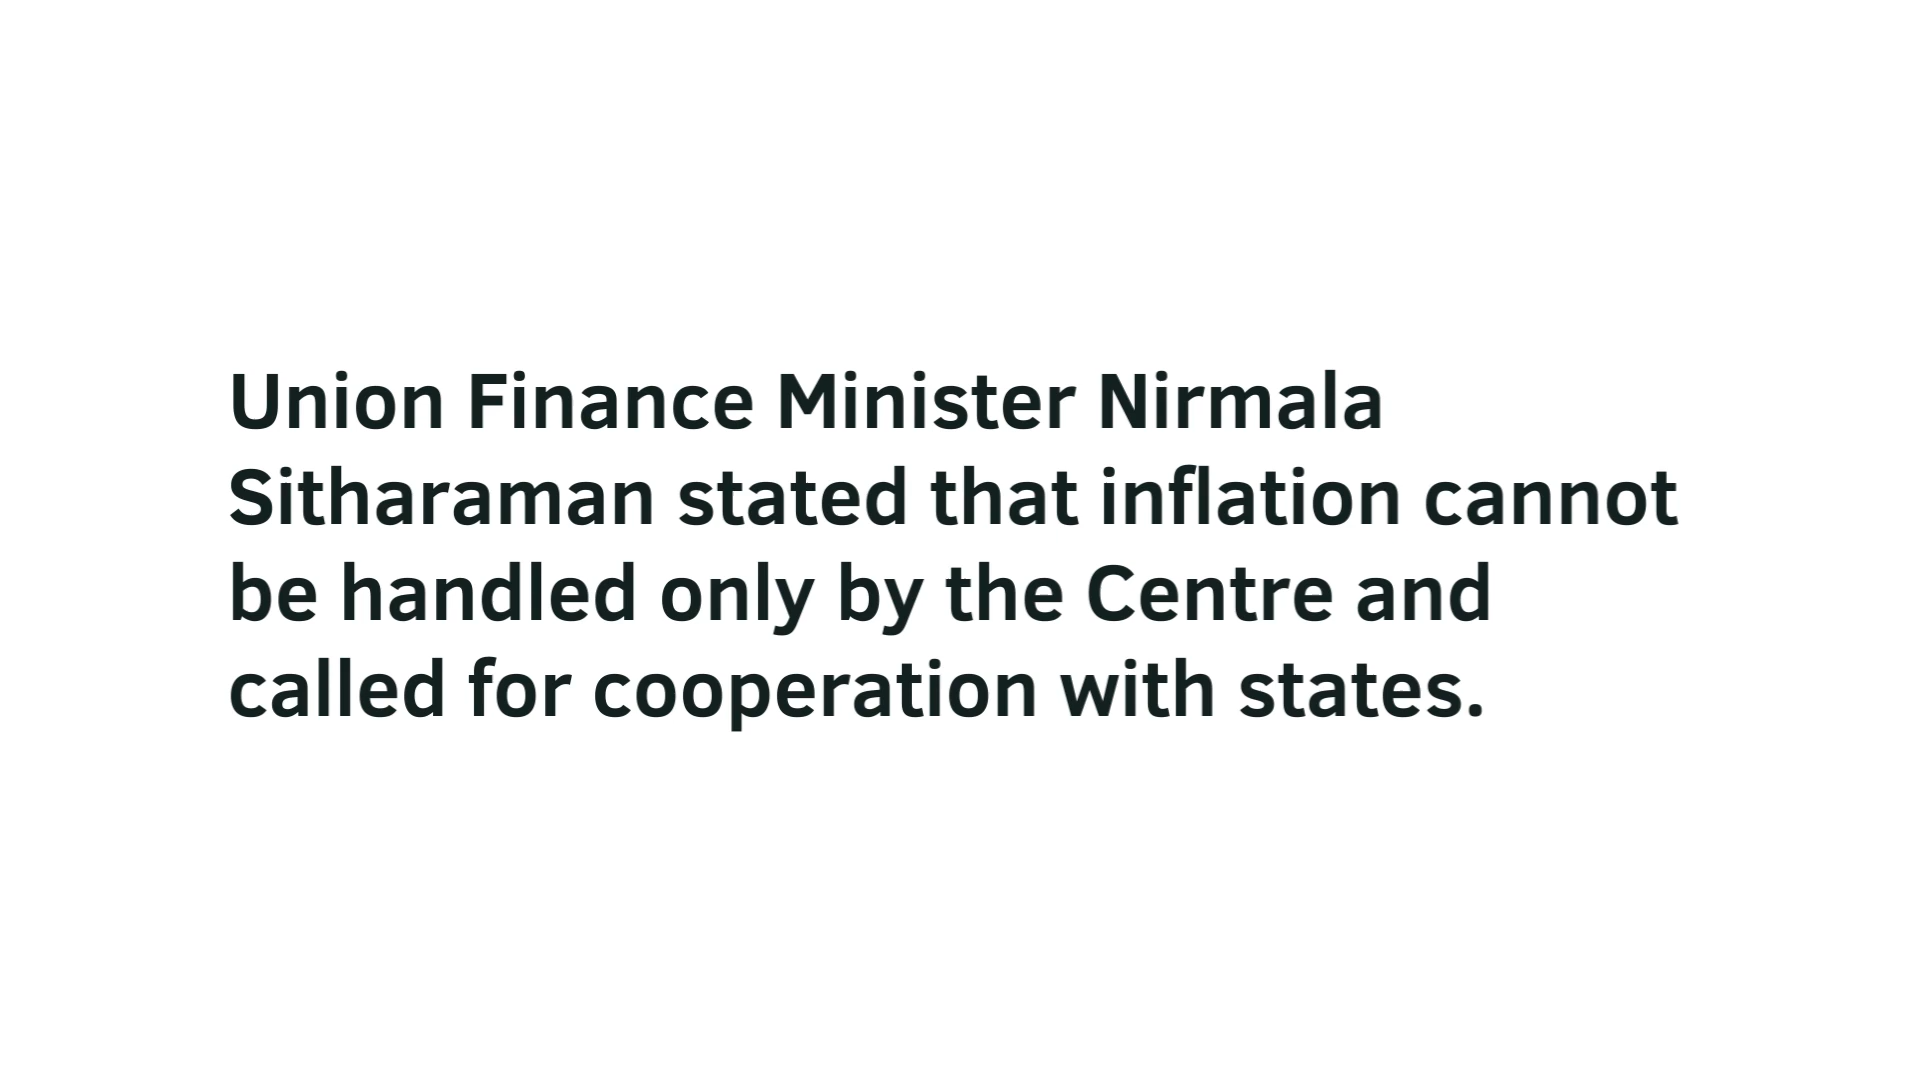 Union Finance Minister Nirmala
Sitharaman stated that inflation cannot
be handled only by the Centre and
called for cooperation with states.